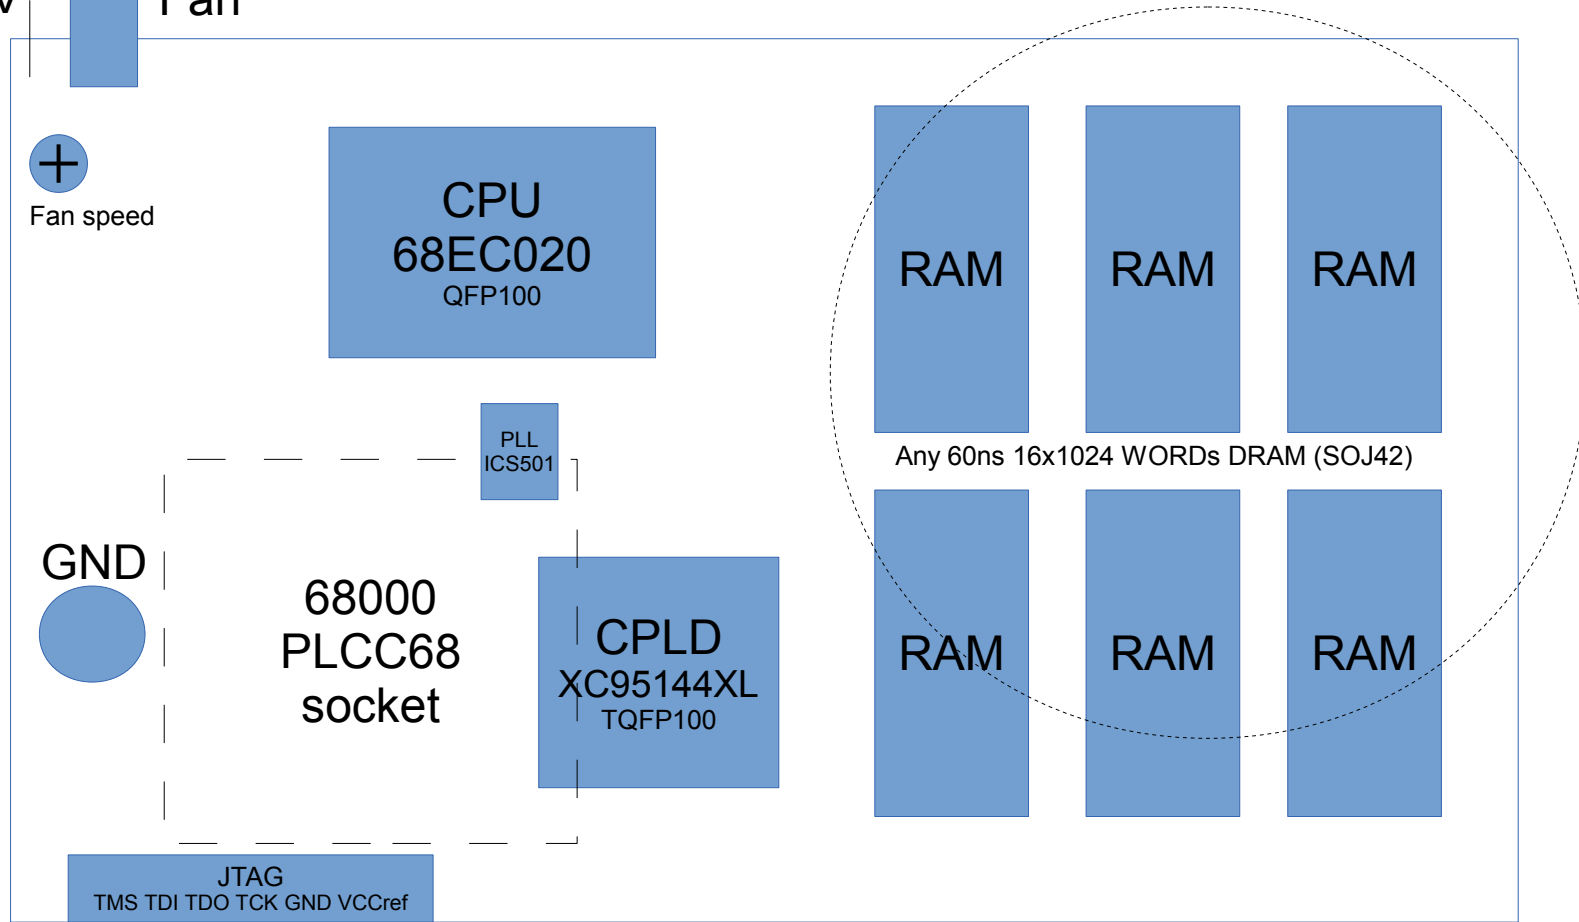 Fan
Fan speed
CPU
68EC020
QFP100
RAM
RAM
RAM
PLL
ICS501
Any 60ns 16x1024 WORDs DRAM (SOJ42)
GND
68000
PLCC68
socket
CPLD
XC95144XL
TQFP100
RAM
RAM
RAM
JTAG
TMS TDI TDO TCK GND VCCref